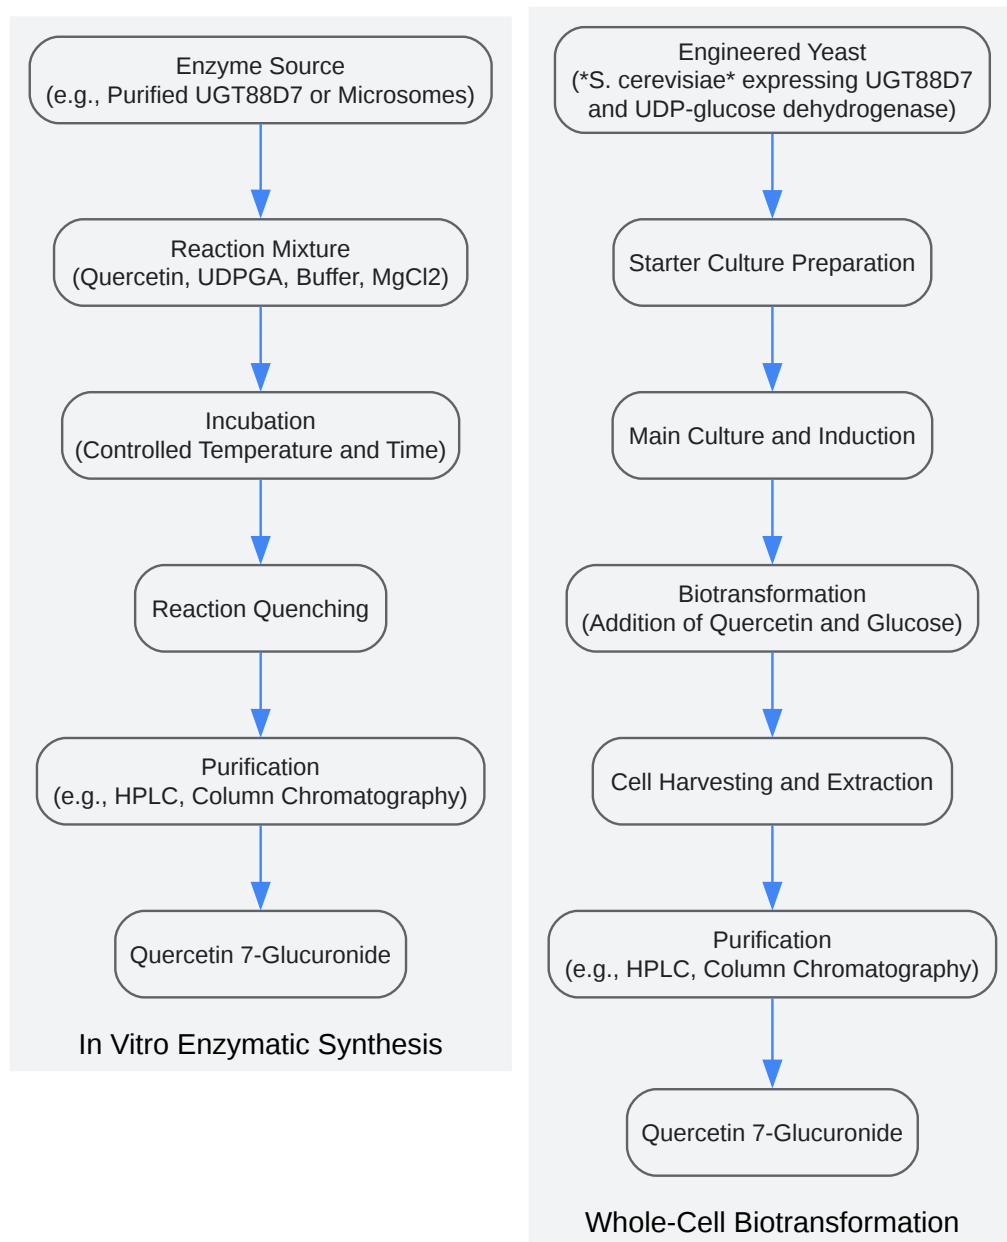 Enzyme Source
(e.g., Purified UGT88D7 or Microsomes)
Reaction Mixture
(Quercetin, UDPGA, Buffer, MgCl2)
Incubation
(Controlled Temperature and Time)
Reaction Quenching
Purification
(e.g., HPLC, Column Chromatography)
Quercetin 7-Glucuronide
In Vitro Enzymatic Synthesis
Engineered Yeast
(*S. cerevisiae* expressing UGT88D7
and UDP-glucose dehydrogenase)
Starter Culture Preparation
Main Culture and Induction
Biotransformation
(Addition of Quercetin and Glucose)
Cell Harvesting and Extraction
Purification
(e.g., HPLC, Column Chromatography)
Quercetin 7-Glucuronide
Whole-Cell Biotransformation